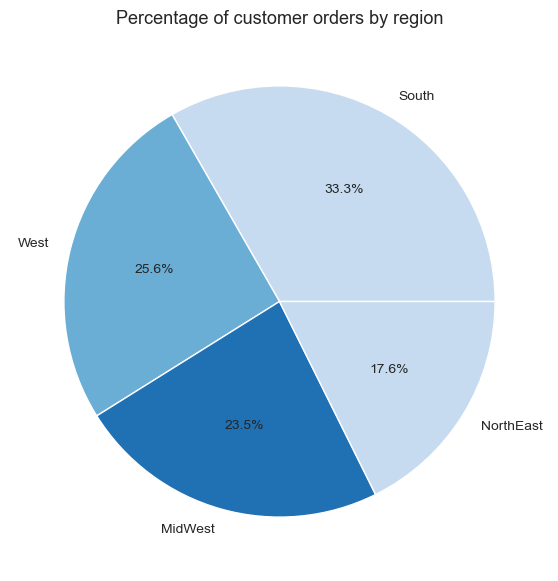 Percentage of customer orders by region
South
33.3%
West
25.6%
17.6%
23.5%
NorthEast
MidWest